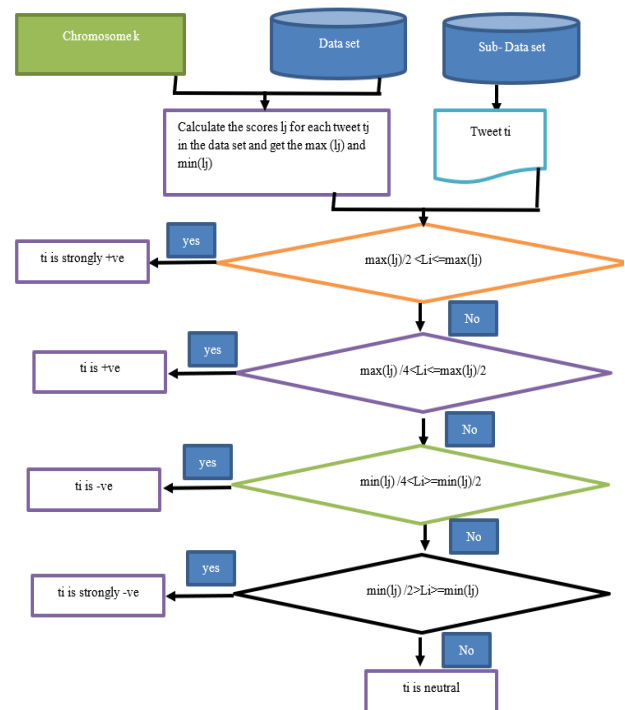 Chromosome k
Data set
Sub- Data set
Calculate the scores lj for each tweet tj
in the data set and get the max (lj) and
min(lj)
Tweet ti
yes
ti is strongly +ve
max(lj)/2 <Li<=max(lj)
No
yes
ti is +ve
max(lj) /4<Li<=max(lj)/2
No
yes
ti is -ve
min(lj) /4<Li>=min(lj)/2
No
yes
ti is strongly -ve
min(lj) /2>Li>=min(lj)
No
ti is neutral